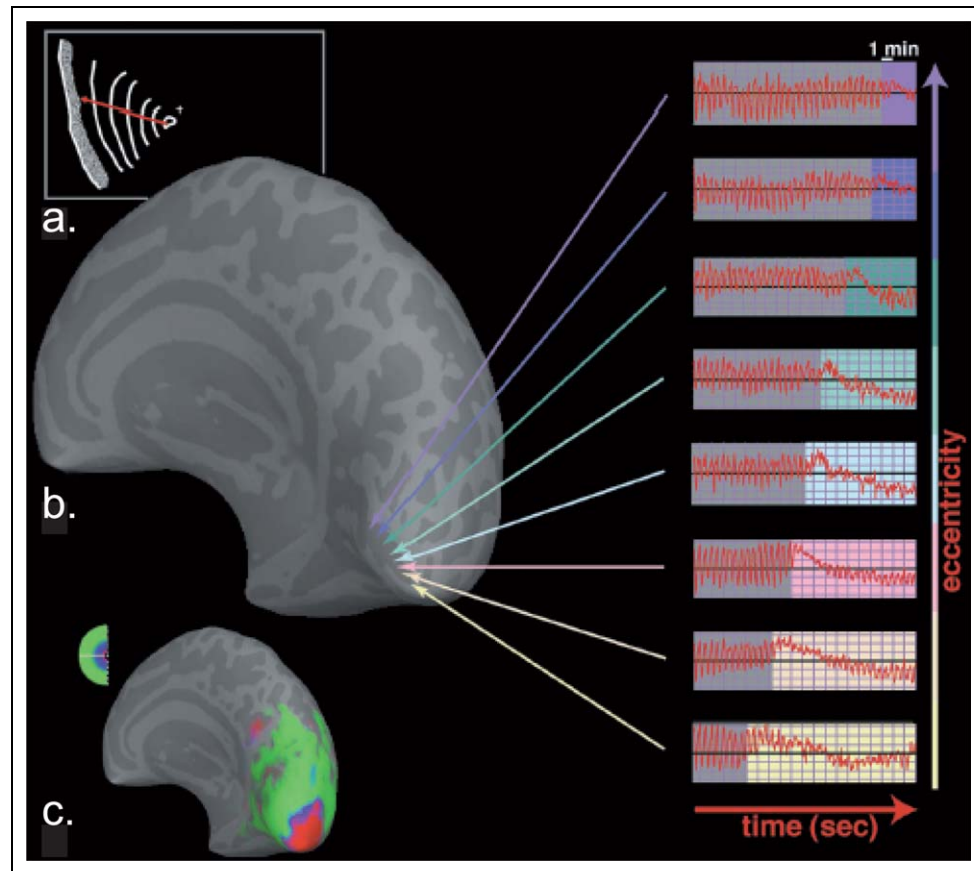 1 min
a.
b.
eccentricity
c.
time (sec)